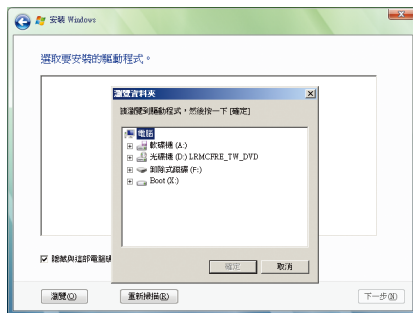 安裝 Windows
選取要安裝的驅動程式。
瀏覽資料夾
請瀏覽到驅動程式，然後按一下 [確定]
電腦
軟碟機 (A:)
光碟機 (D:) LRMCFRE_TW_DVD
卸除式磁碟 (F:)
Boot (X:)
確定
取消
隱藏與這部電腦硬
瀏覽(O)
重新掃描(R)
下一步(N)